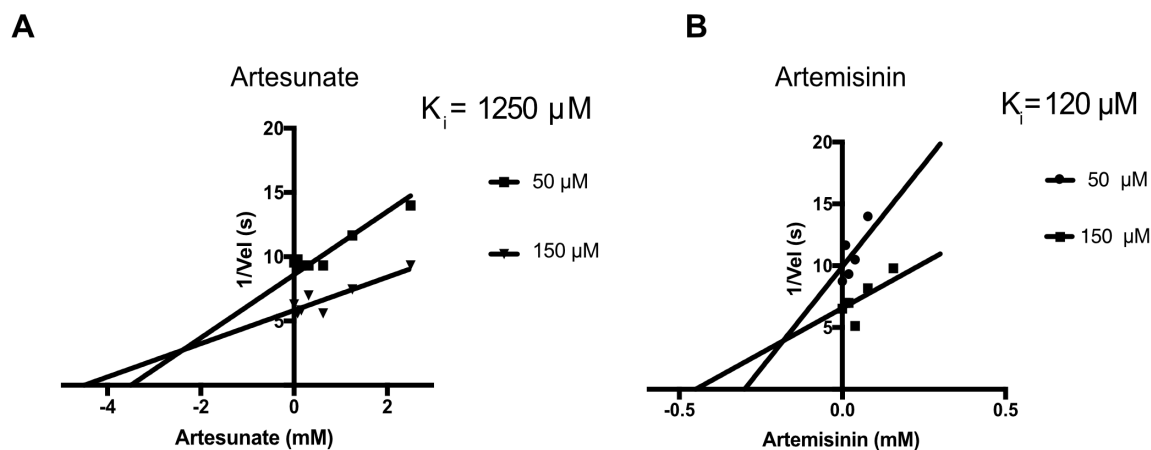 A
Artesunate
Kᵢ= 1250 µM
20
15
10
5
1/Vel (s)
50 µM
150 µM
-4
-2
0
2
Artesunate (mM)
B
Artemisinin
Kᵢ=120 µM
20
15
10
5
1/Vel (s)
50 µM
150 µM
-0.5
0.0
0.5
Artemisinin (mM)